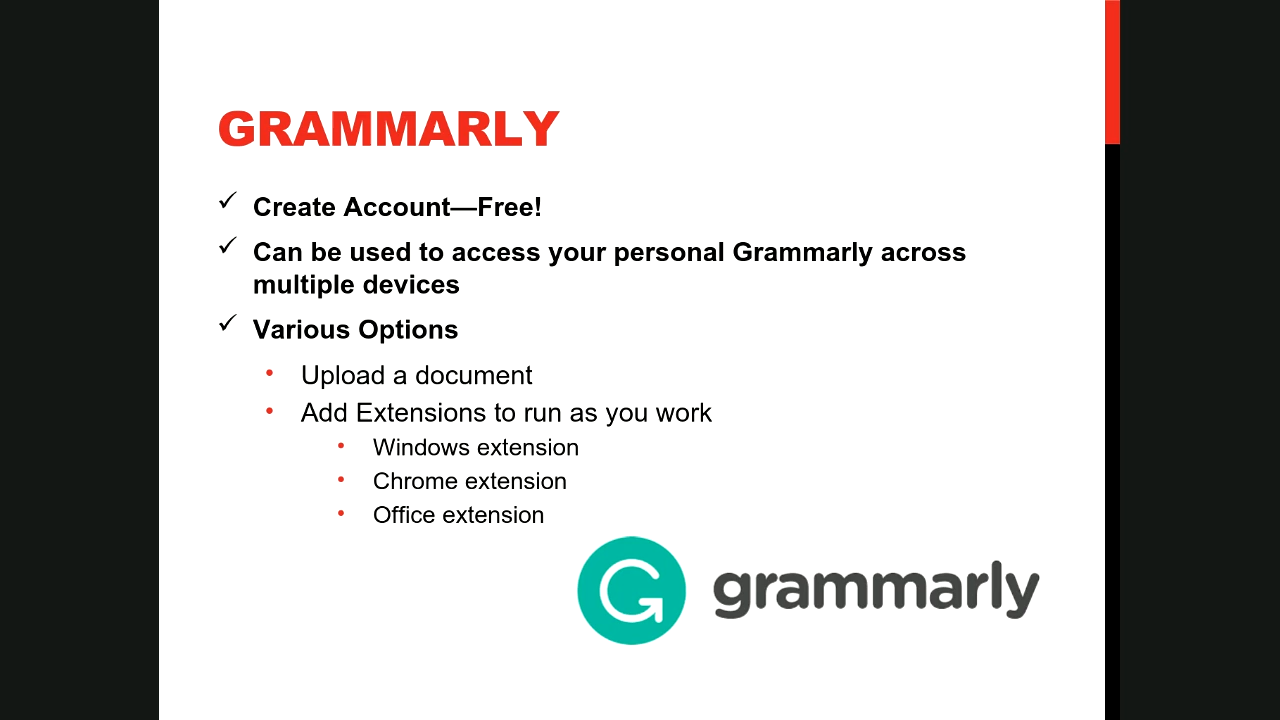 GRAMMARLY
✓ Create Account—Free!
✓ Can be used to access your personal Grammarly across
multiple devices
✓ Various Options
• Upload a document
• Add Extensions to run as you work
• Windows extension
• Chrome extension
• Office extension
grammarly